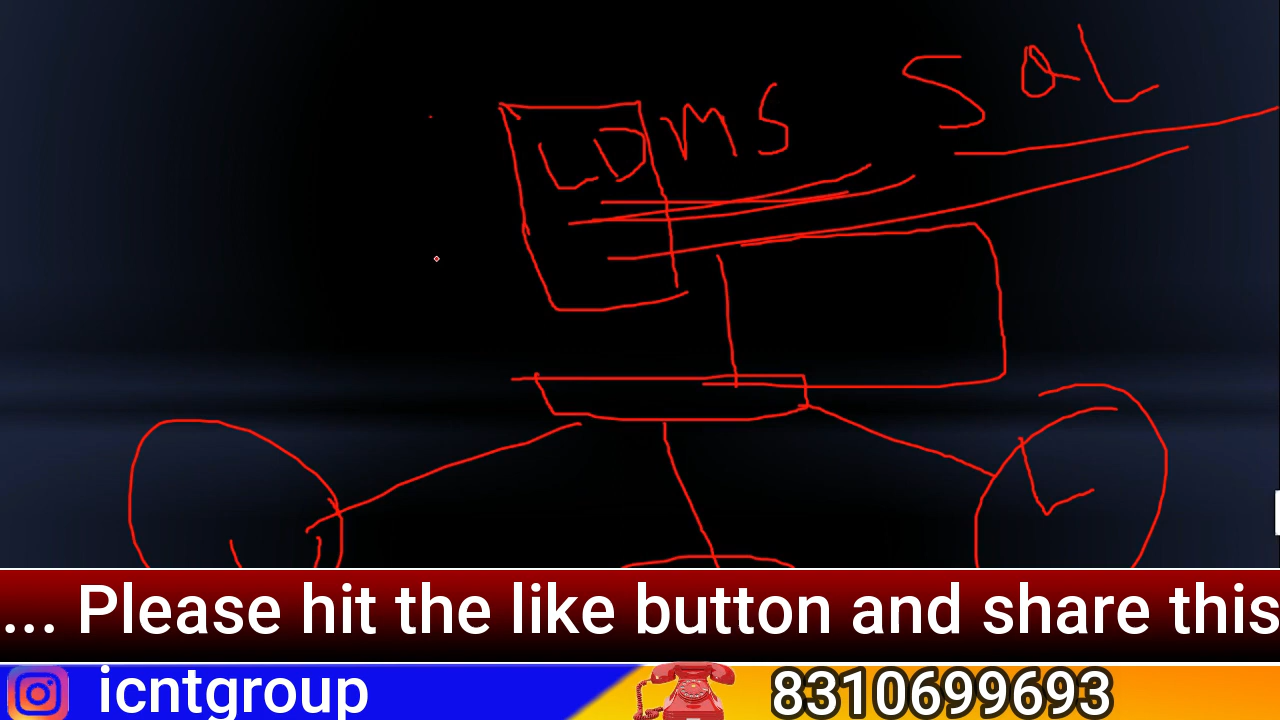 SQL
LDMS
L
... Please hit the like button and share this
icntgroup
8310699693